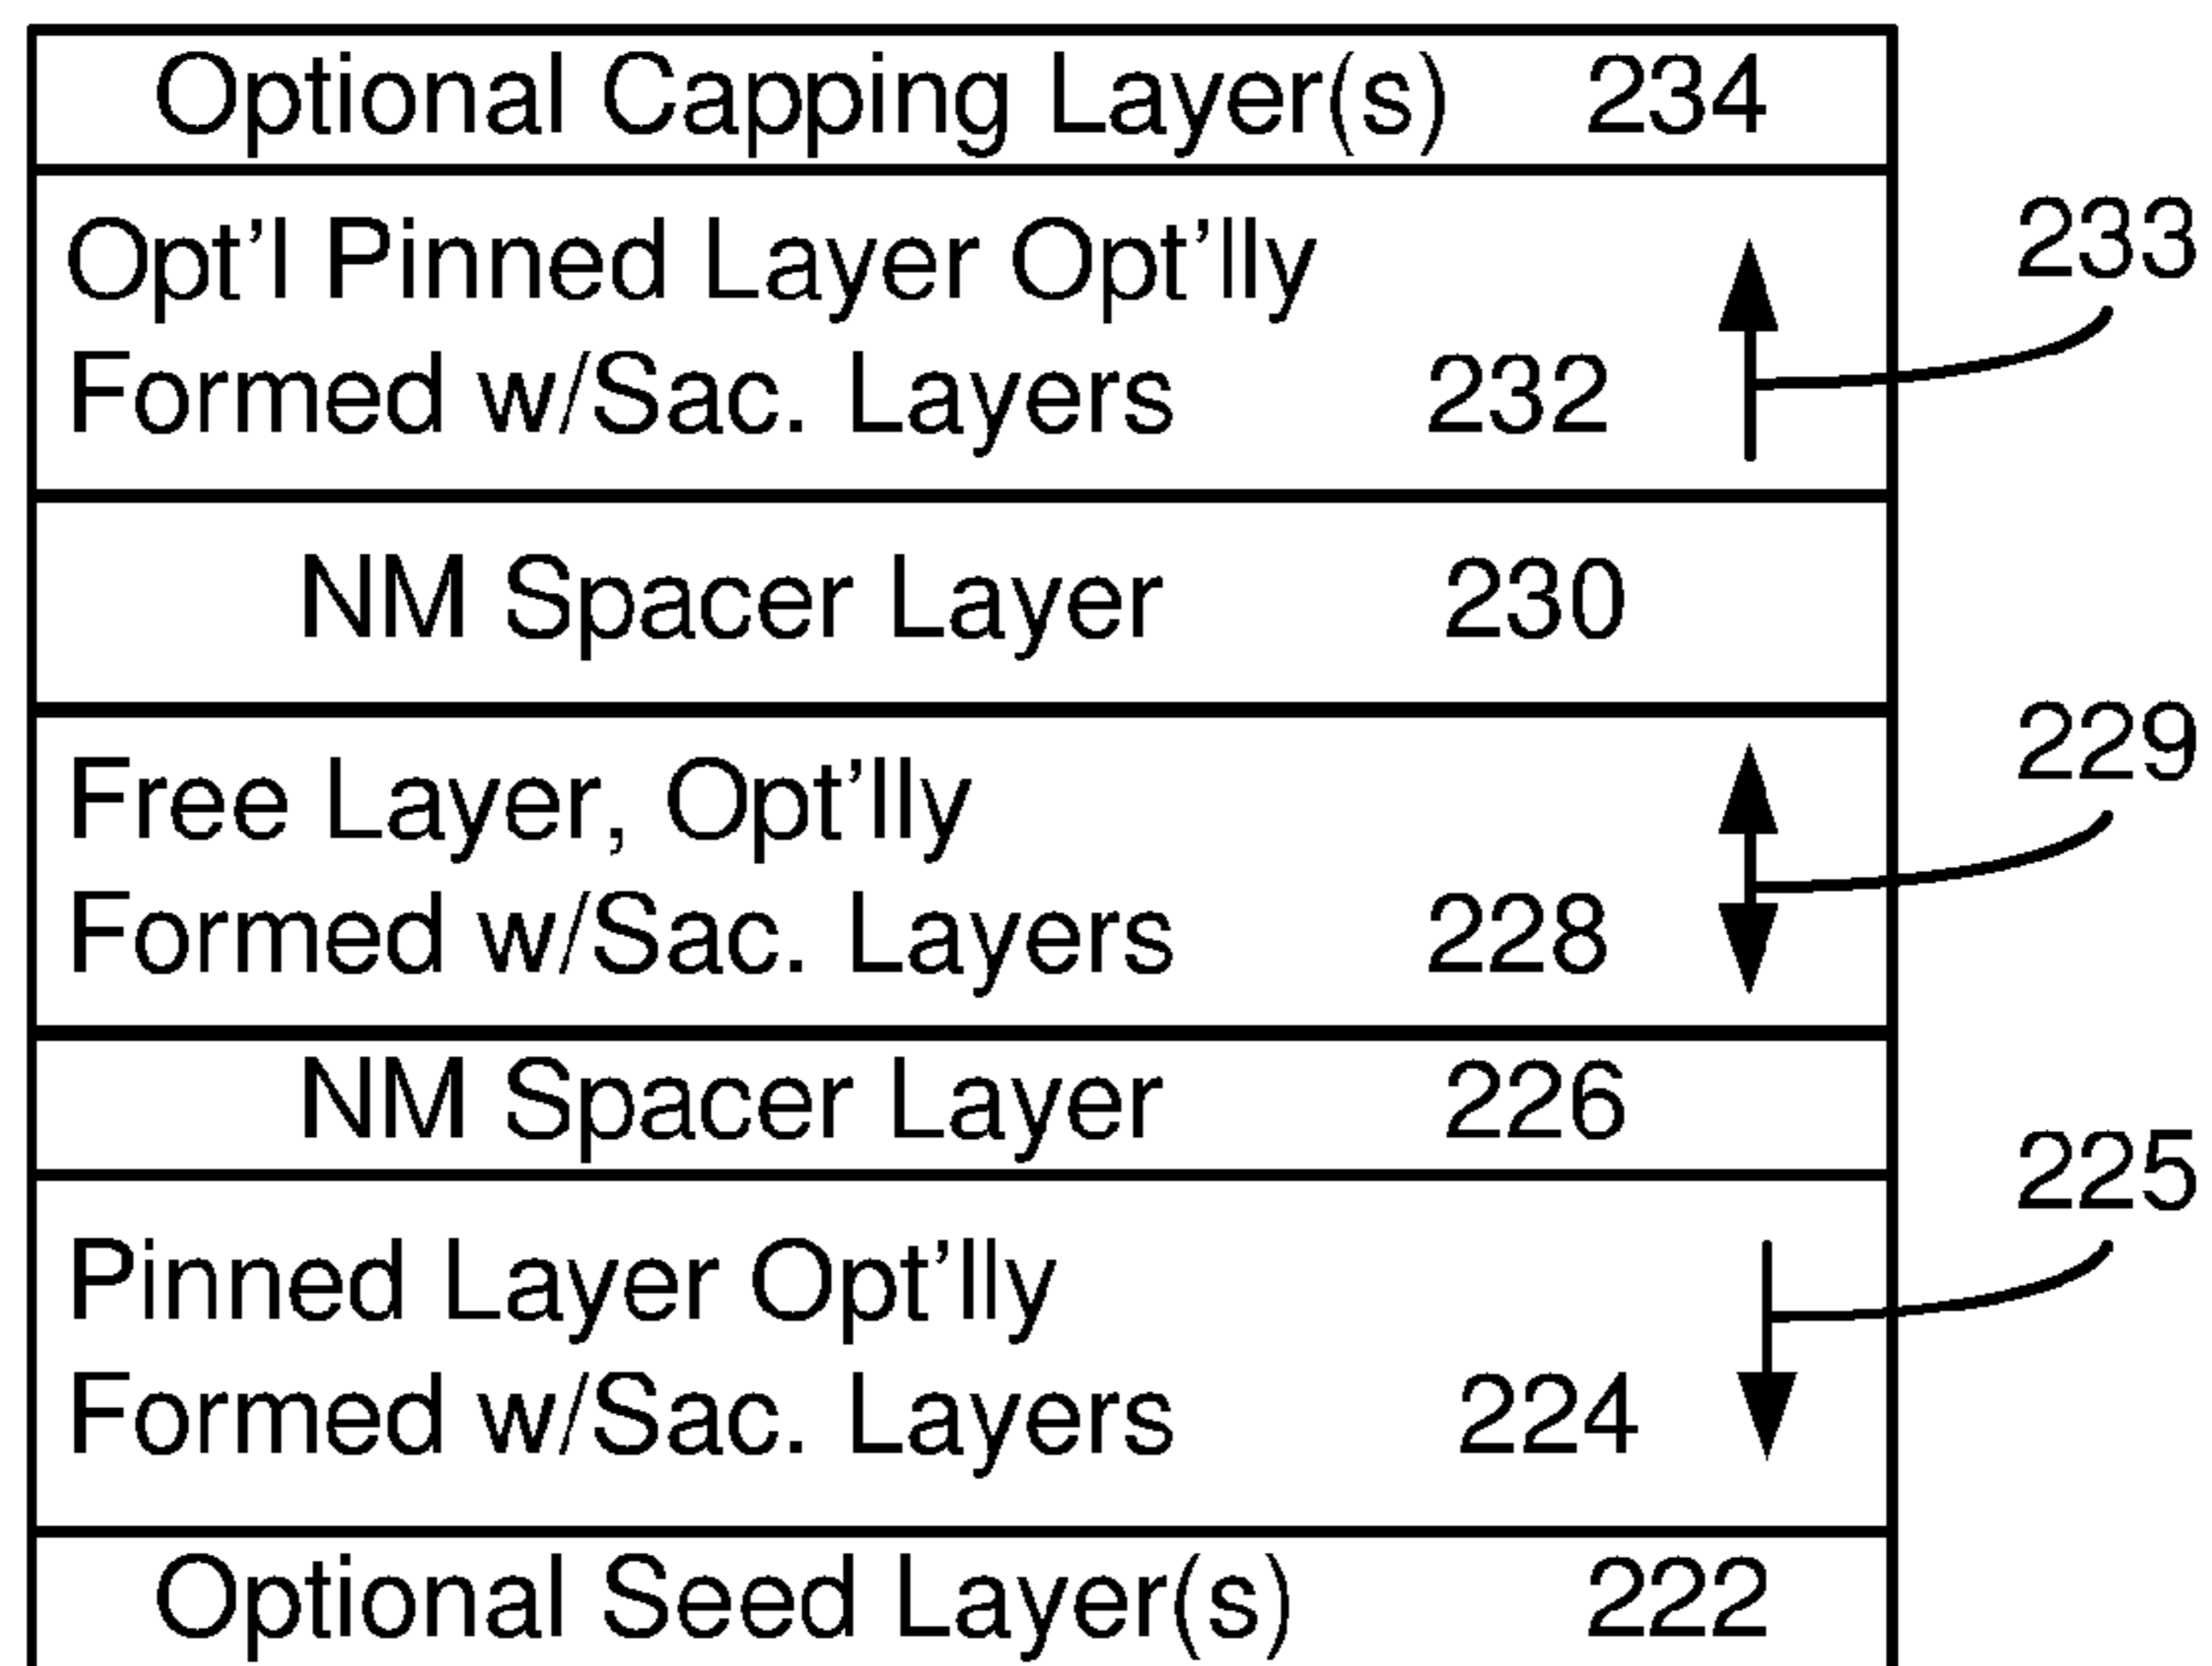 Optional Capping Layer(s) 234
Opt'l Pinned Layer Opt'lly
233
Formed w/Sac. Layers 232
NM Spacer Layer 230
229
Free Layer, Opt'lly
Formed w/Sac. Layers 228
NM Spacer Layer 226
225
Pinned Layer Opt'lly
Formed w/Sac. Layers 224
Optional Seed Layer(s) 222